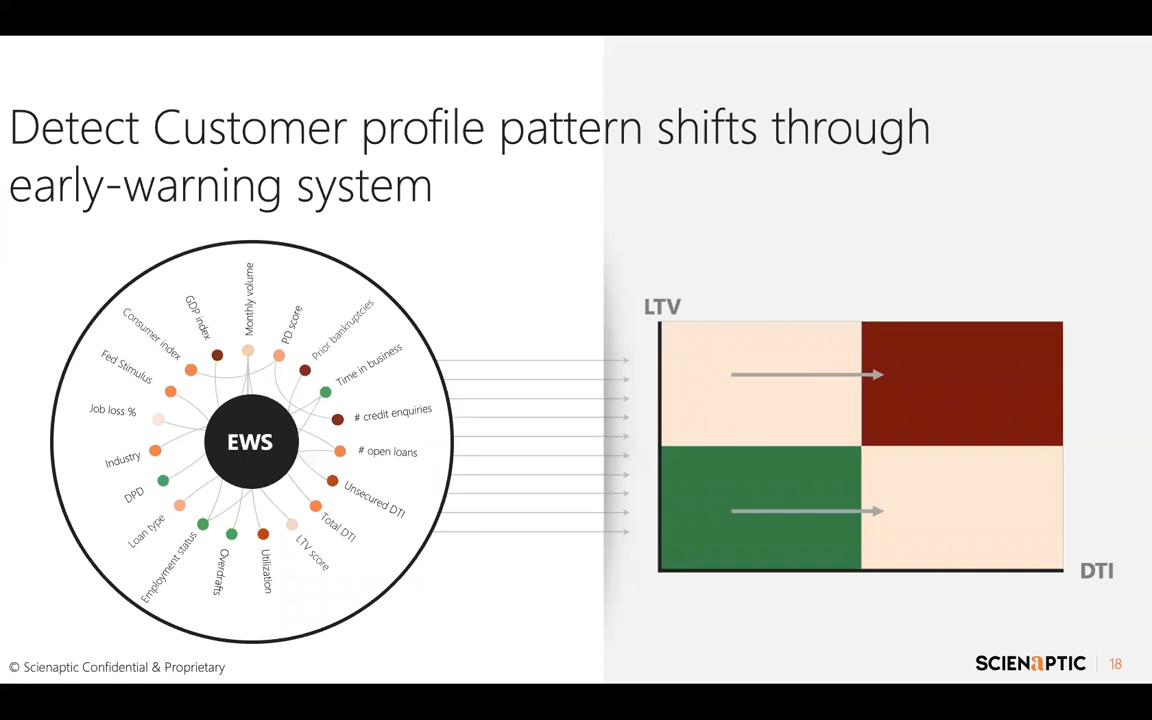 Detect Customer profile pattern shifts through
early-warning system
Monthly volume
PD score
Prior bankruptcies
Time in business
# credit enquiries
# open loans
Unsecured DTI
Total DTI
LTV score
Utilization
Overdrafts
Employment status
Loan type
DPD
Industry
Job loss %
Fed Stimulus
Consumer index
GDP index
EWS
LTV
DTI
© Scienaptic Confidential & Proprietary
SCIENAPTIC
18